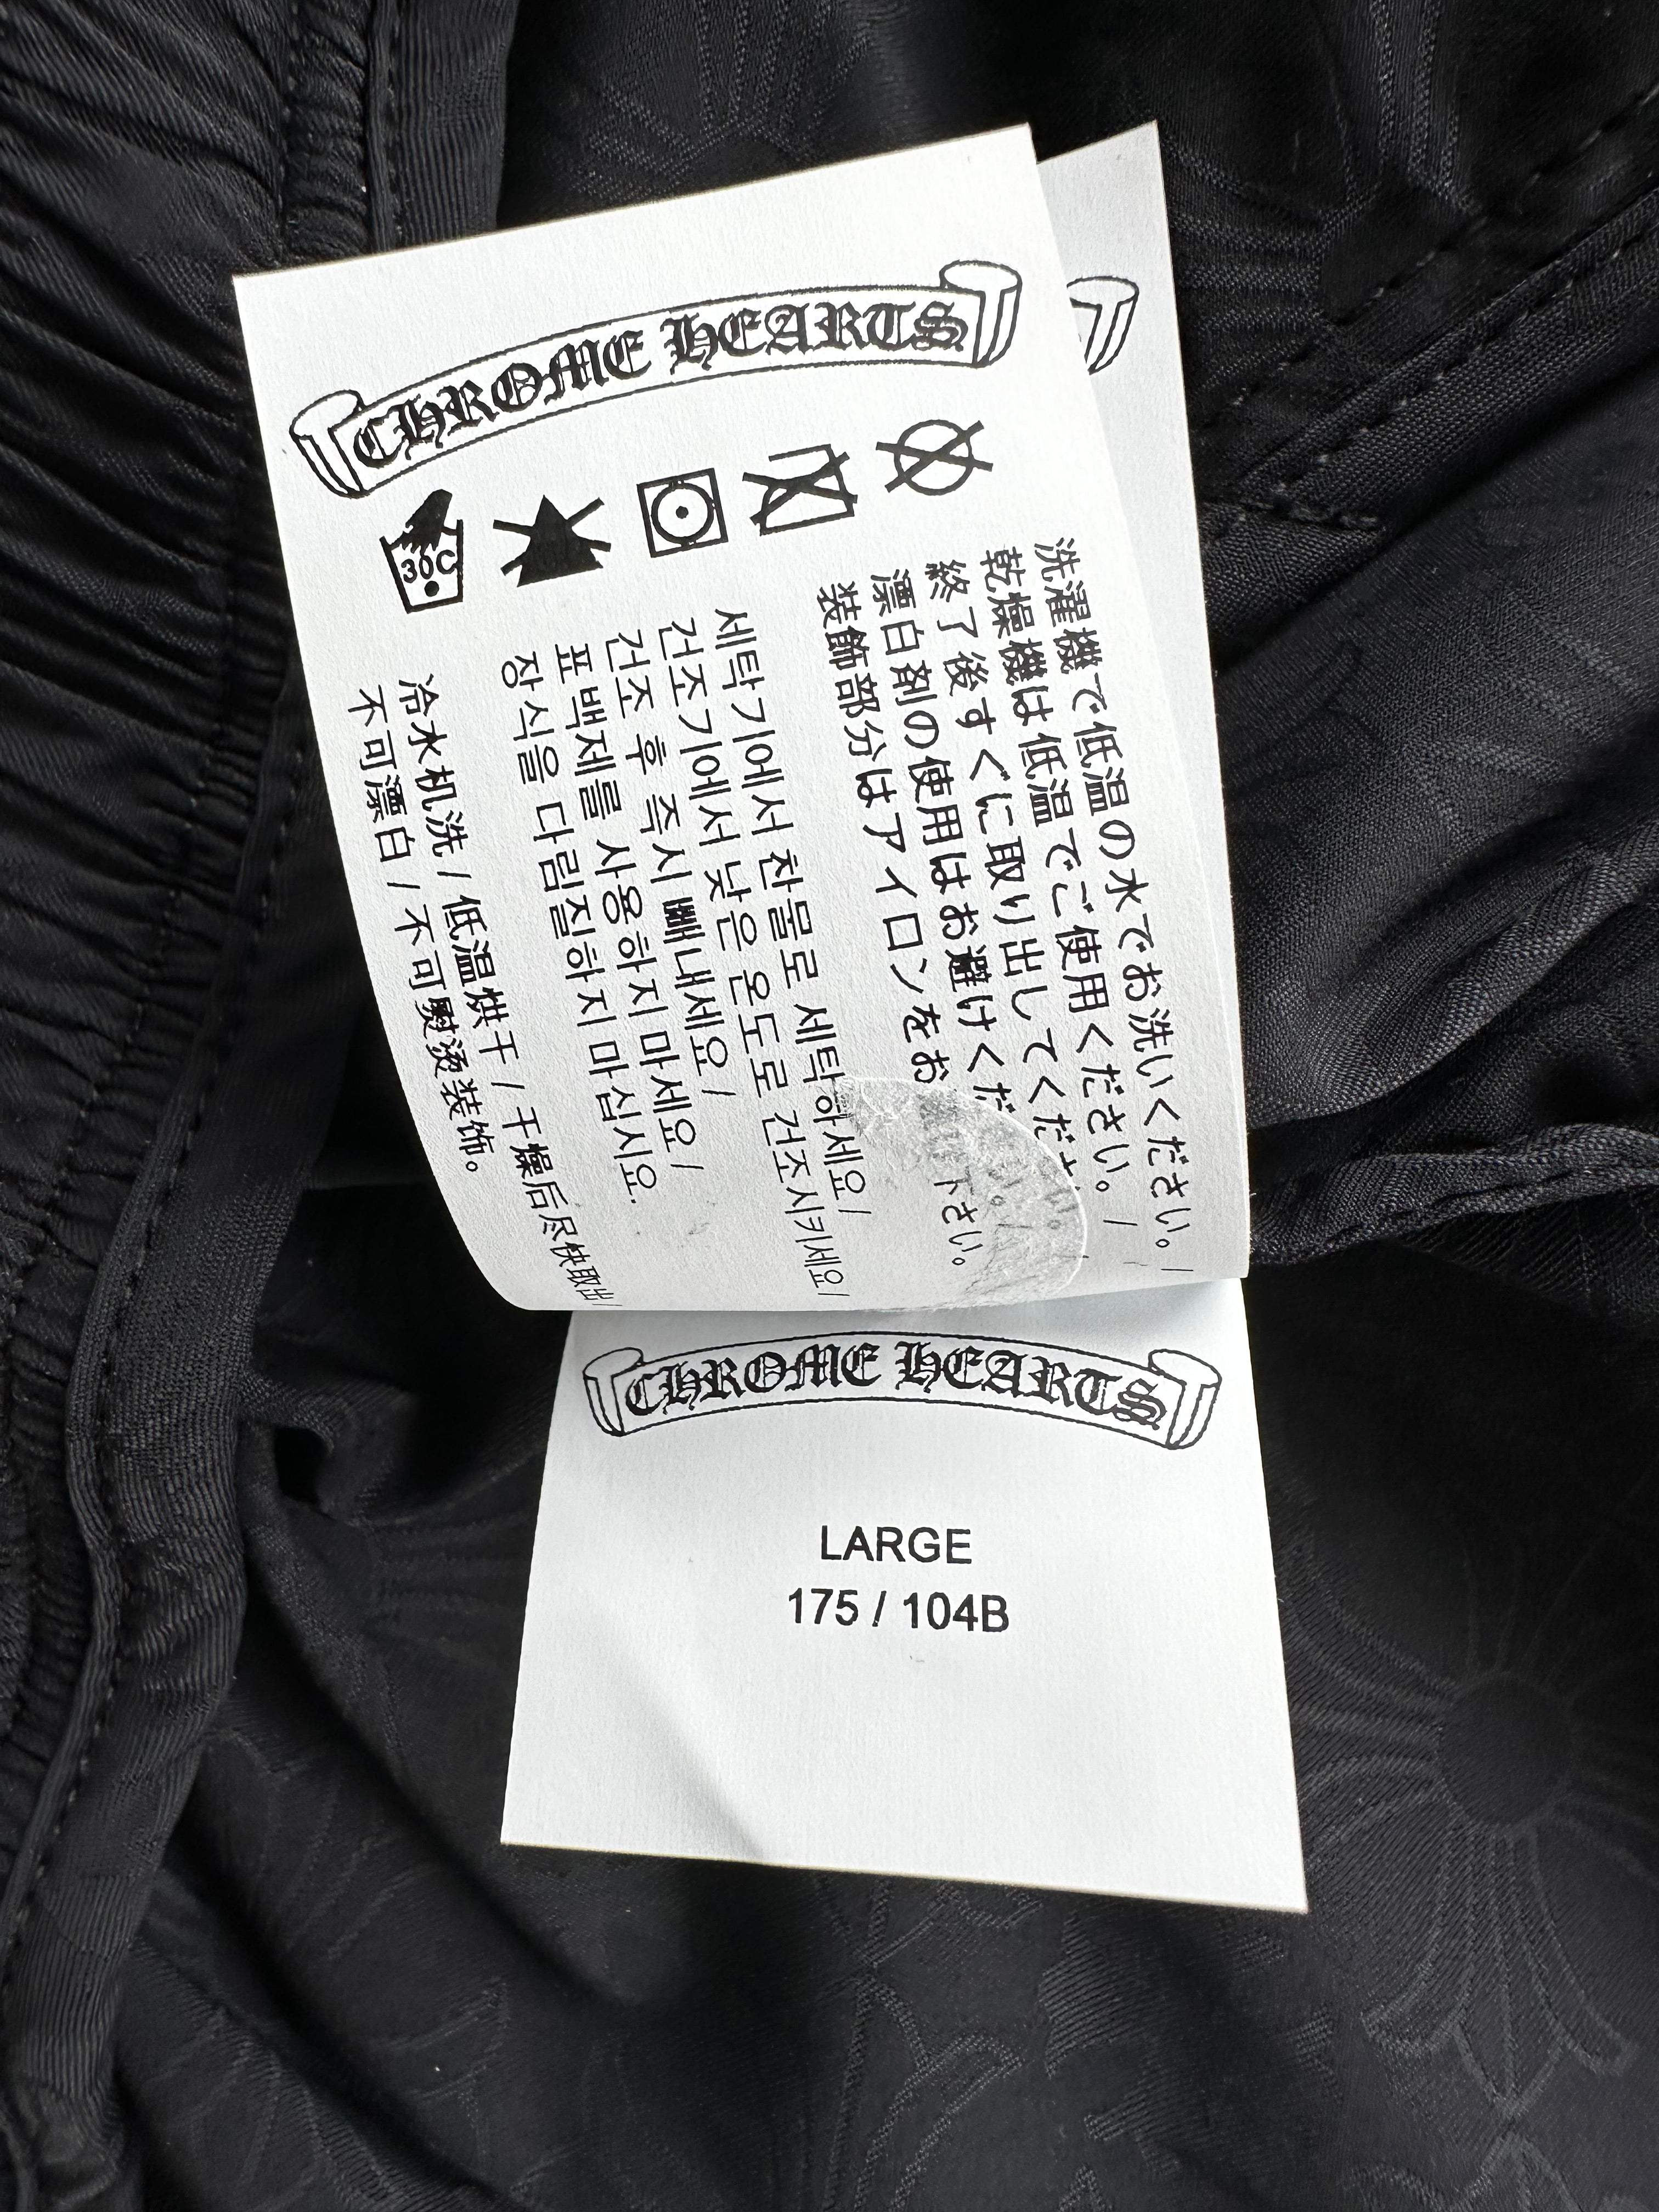 CHROME HEARTS
30C
洗濯機で低温の水でお洗いください。/
乾燥機は低温でご使用ください。/
終了後すぐに取り出してくださ
漂白剤の使用はお避けくだ
装飾部分はアイロンをお 下さい。
세탁기에서 찬물로 세탁하세요 /
건조기에서 낮은 온도로 건조시키세요 /
건조 후 즉시 빼내세요 /
표백제를 사용하지 마세요 /
장식을 다림질하지 마십시오.
冷水机洗 / 低温烘干 / 干燥后尽快取出 /
不可漂白 / 不可熨烫装饰。
CHROME HEARTS
LARGE
175 / 104B